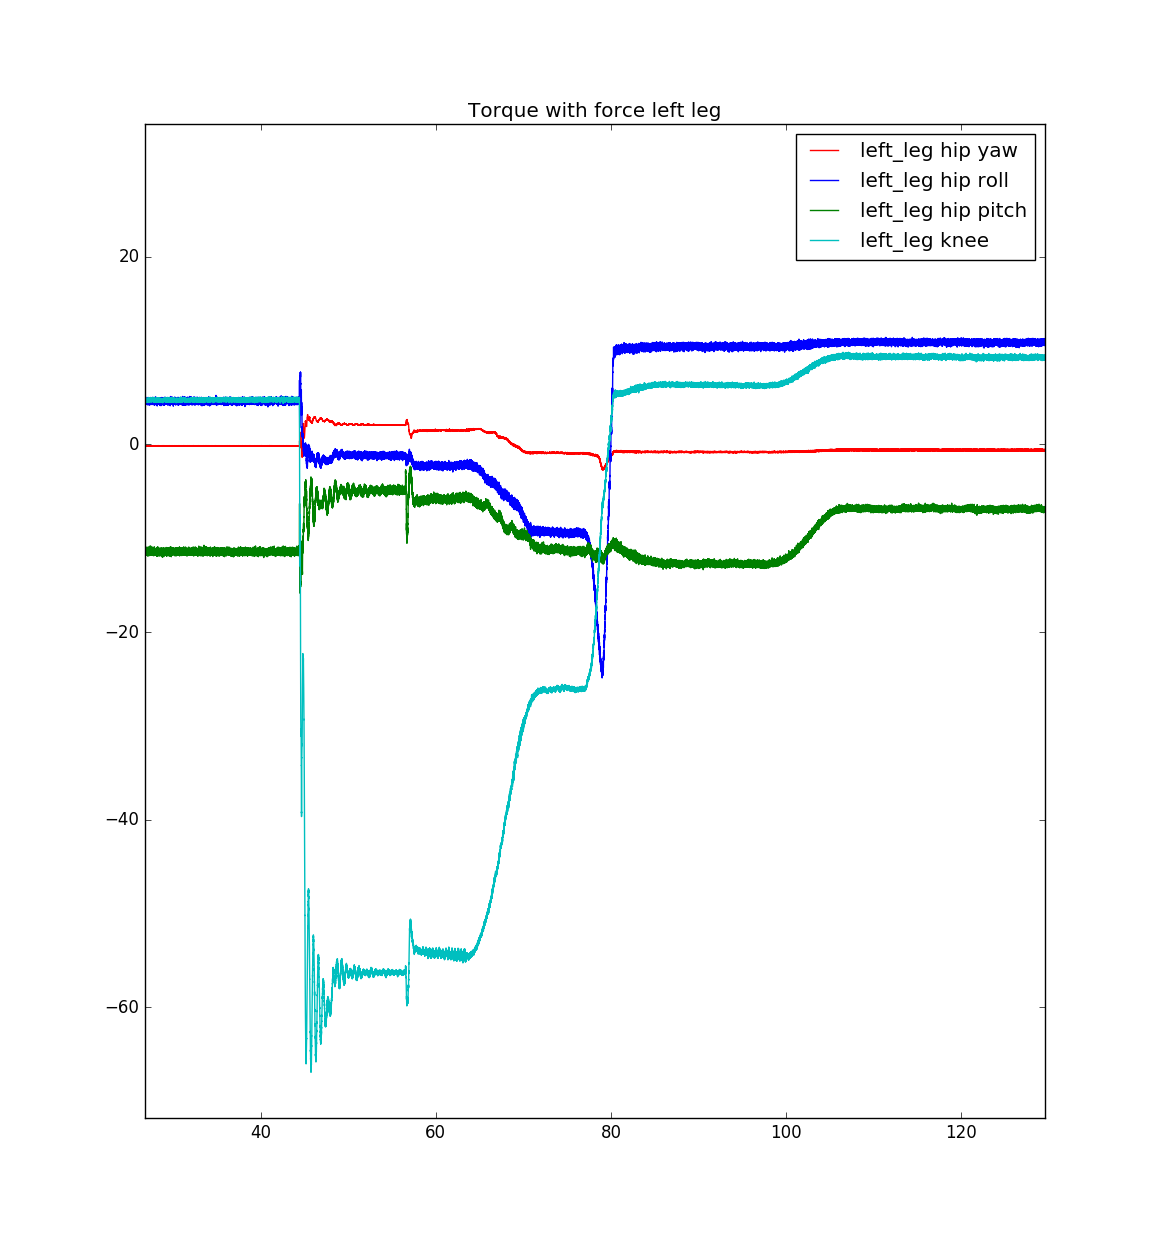 Torque with force left leg
left_leg hip yaw
left_leg hip roll
left_leg hip pitch
left_leg knee
20
0
−20
−40
−60
40 60 80 100 120